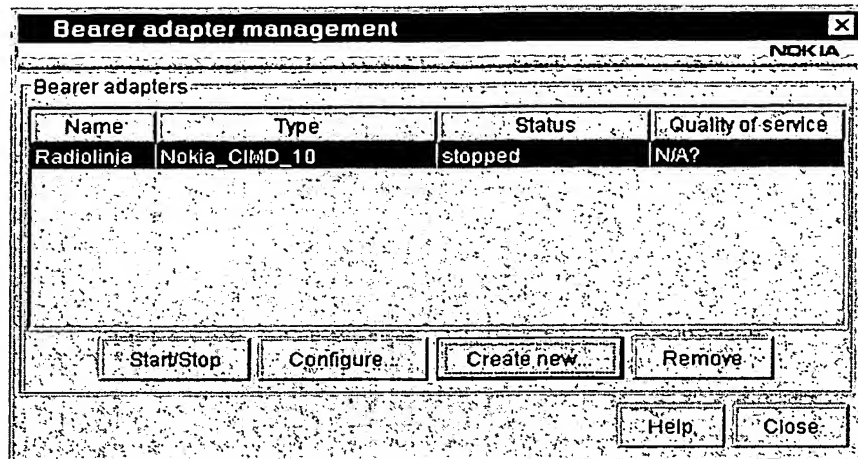 Bearer adapter management
NOKIA
Bearer adapters
Name Type Status Quality of service
Radiolinja Nokia_CIMD_10 stopped N/A?
Start/Stop Configure... Create new... Remove
Help Close